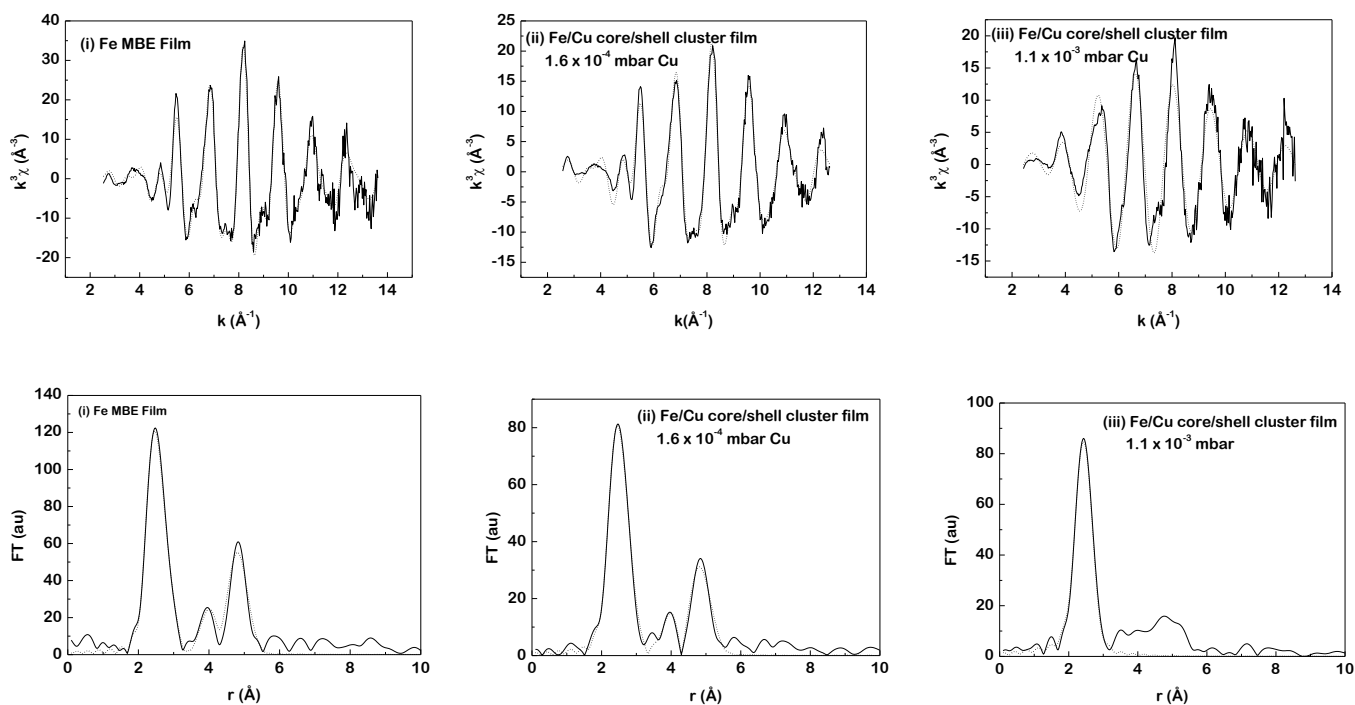 (i) Fe MBE Film
40
30
20
10
0
-10
-20
2 4 6 8 10 12 14
k³χ (Å⁻³)
k (Å⁻¹)
(ii) Fe/Cu core/shell cluster film
1.6 x 10⁻⁴ mbar Cu
25
20
15
10
5
0
-5
-10
-15
2 4 6 8 10 12 14
k³χ (Å⁻³)
k(Å⁻¹)
(iii) Fe/Cu core/shell cluster film
1.1 x 10⁻³ mbar Cu
20
15
10
5
0
-5
-10
-15
2 4 6 8 10 12 14
k³χ (Å⁻³)
k (Å⁻¹)
(i) Fe MBE Film
140
120
100
80
60
40
20
0
0 2 4 6 8 10
FT (au)
r (Å)
(ii) Fe/Cu core/shell cluster film
1.6 x 10⁻⁴ mbar Cu
80
60
40
20
0
0 2 4 6 8 10
FT (au)
r (Å)
(iii) Fe/Cu core/shell cluster film
1.1 x 10⁻³ mbar
100
80
60
40
20
0
0 2 4 6 8 10
FT (au)
r (Å)